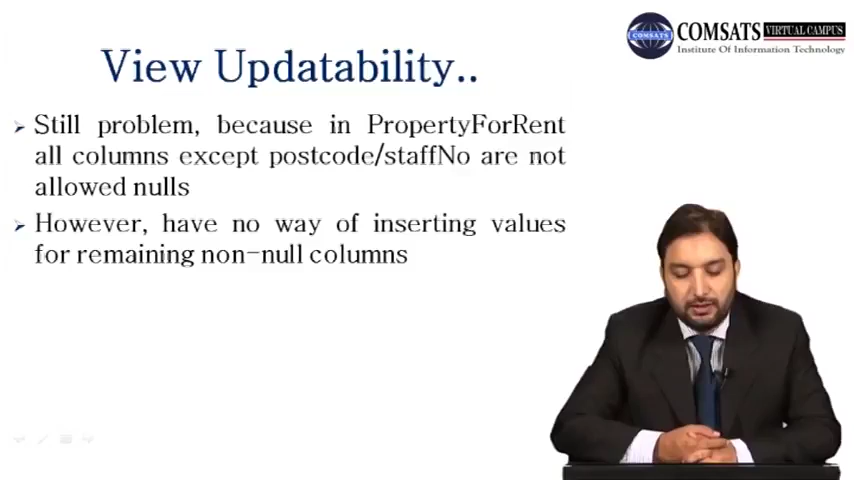 COMSATS
COMSATS VIRTUAL CAMPUS
Institute Of Information Technology
View Updatability..
Still problem, because in PropertyForRent
all columns except postcode/staffNo are not
allowed nulls
However, have no way of inserting values
for remaining non-null columns